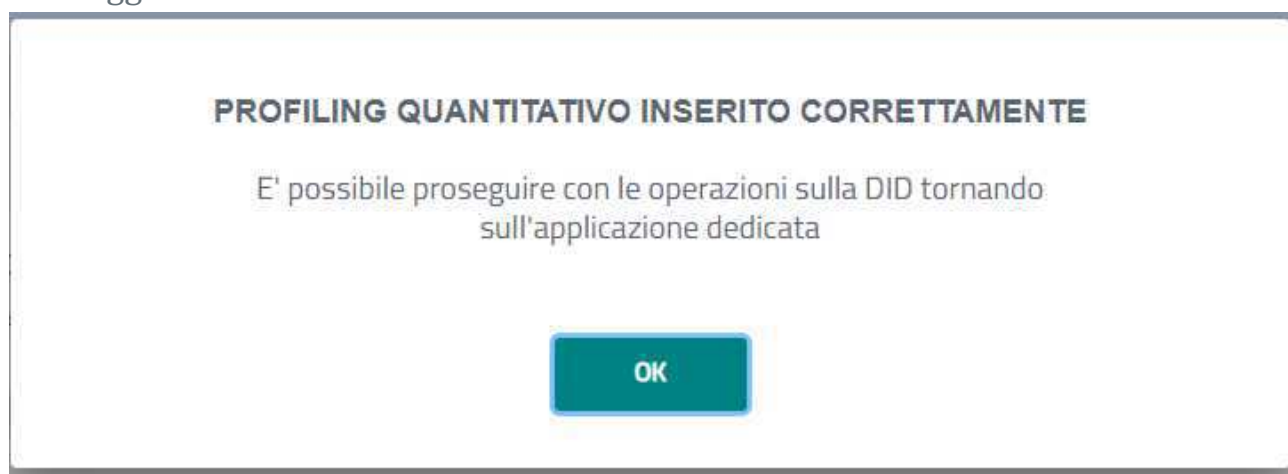 PROFILING QUANTITATIVO INSERITO CORRETTAMENTE
E' possibile proseguire con le operazioni sulla DID tornando
sull'applicazione dedicata
OK